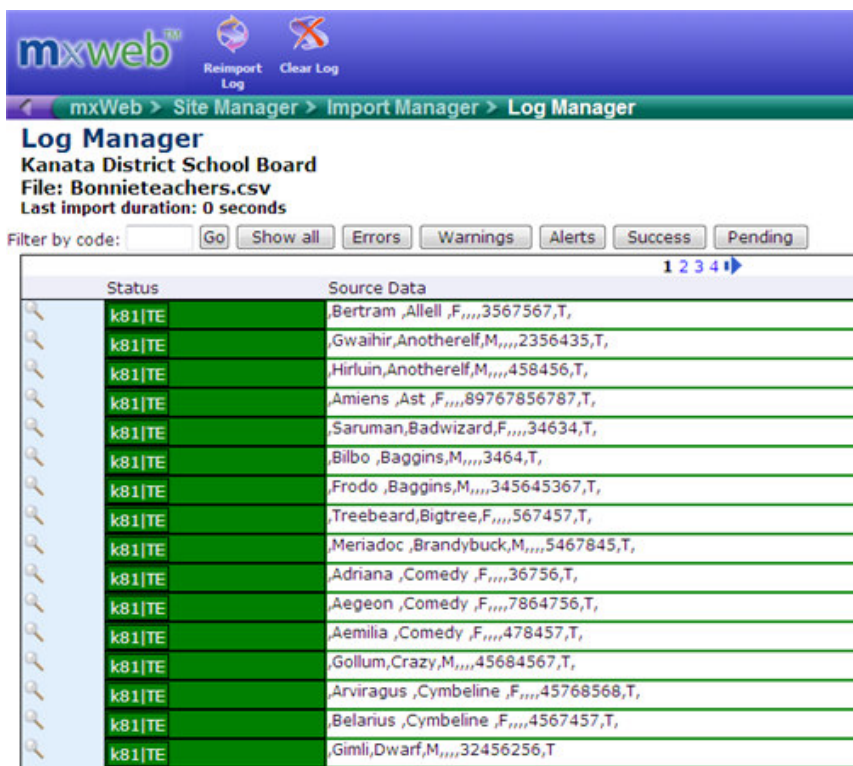 mxweb™
Reimport Log
Clear Log
mxWeb > Site Manager > Import Manager > Log Manager
Log Manager
Kanata District School Board
File: Bonnieteachers.csv
Last import duration: 0 seconds
Filter by code: Go Show all Errors Warnings Alerts Success Pending
1 2 3 4
Status Source Data
k81|TE ,Bertram ,Allell ,F,,,,3567567,T,
k81|TE ,Gwaihir,Anotherelf,M,,,,2356435,T,
k81|TE ,Hirluin,Anotherelf,M,,,,458456,T,
k81|TE ,Amiens ,Ast ,F,,,,89767856787,T,
k81|TE ,Saruman,Badwizard,F,,,,34634,T,
k81|TE ,Bilbo ,Baggins,M,,,,3464,T,
k81|TE ,Frodo ,Baggins,M,,,,345645367,T,
k81|TE ,Treebeard,Bigtree,F,,,,567457,T,
k81|TE ,Meriadoc ,Brandybuck,M,,,,5467845,T,
k81|TE ,Adriana ,Comedy ,F,,,,36756,T,
k81|TE ,Aegeon ,Comedy ,F,,,,7864756,T,
k81|TE ,Aemilia ,Comedy ,F,,,,478457,T,
k81|TE ,Gollum,Crazy,M,,,,45684567,T,
k81|TE ,Arviragus ,Cymbeline ,F,,,,45768568,T,
k81|TE ,Belarius ,Cymbeline ,F,,,,4567457,T,
k81|TE ,Gimli,Dwarf,M,,,,32456256,T